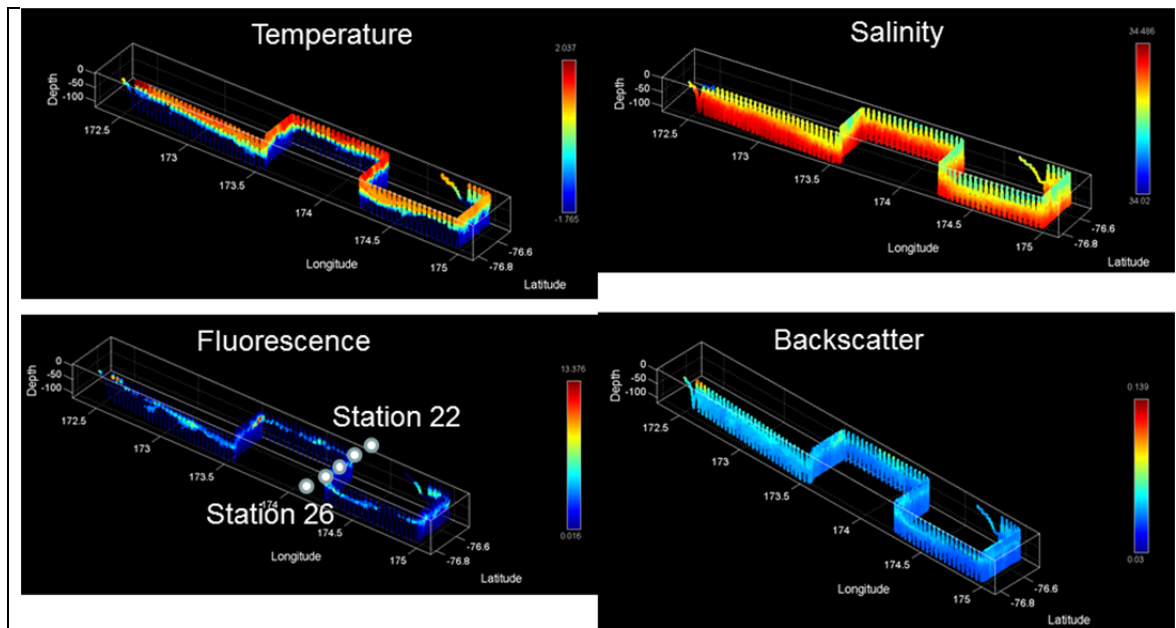 Temperature
2.037
-1.765
Depth
0
-50
-100
172.5
173
173.5
174
174.5
175
Longitude
-76.6
-76.8
Latitude
Salinity
34.486
34.02
Depth
0
-50
-100
172.5
173
173.5
174
174.5
175
Longitude
-76.6
-76.8
Latitude
Fluorescence
13.376
0.016
Depth
0
-50
-100
172.5
173
173.5
174
174.5
175
Station 22
Station 26
Longitude
-76.6
-76.8
Latitude
Backscatter
0.139
0.03
Depth
0
-50
-100
172.5
173
173.5
174
174.5
175
Longitude
-76.6
-76.8
Latitude